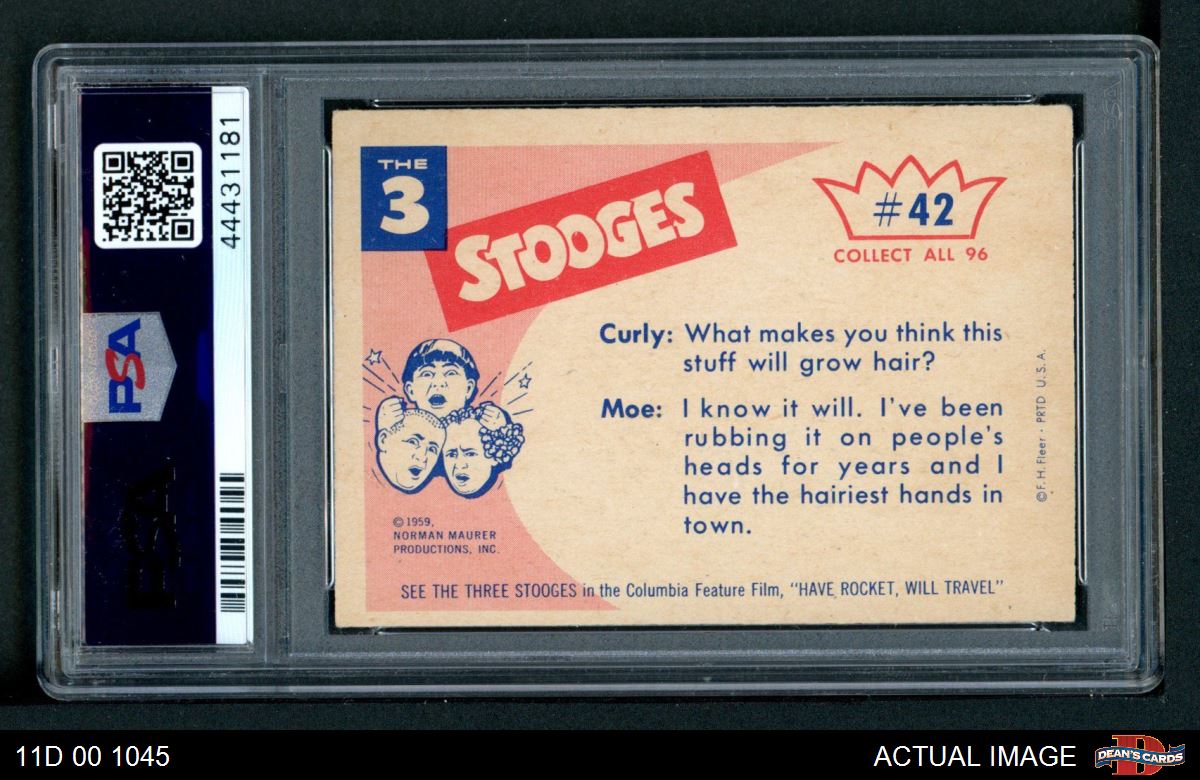 44431181
PSA
THE
3
STOOGES
#42
COLLECT ALL 96
Curly: What makes you think this
stuff will grow hair?
Moe: I know it will. I've been
rubbing it on people's
heads for years and I
have the hairiest hands in
town.
© F. H. Fleer · PRTD U.S.A.
© 1959,
NORMAN MAURER
PRODUCTIONS, INC.
SEE THE THREE STOOGES in the Columbia Feature Film, "HAVE ROCKET, WILL TRAVEL"
PSA
11D 00 1045
ACTUAL IMAGE
D
DEAN'S CARDS